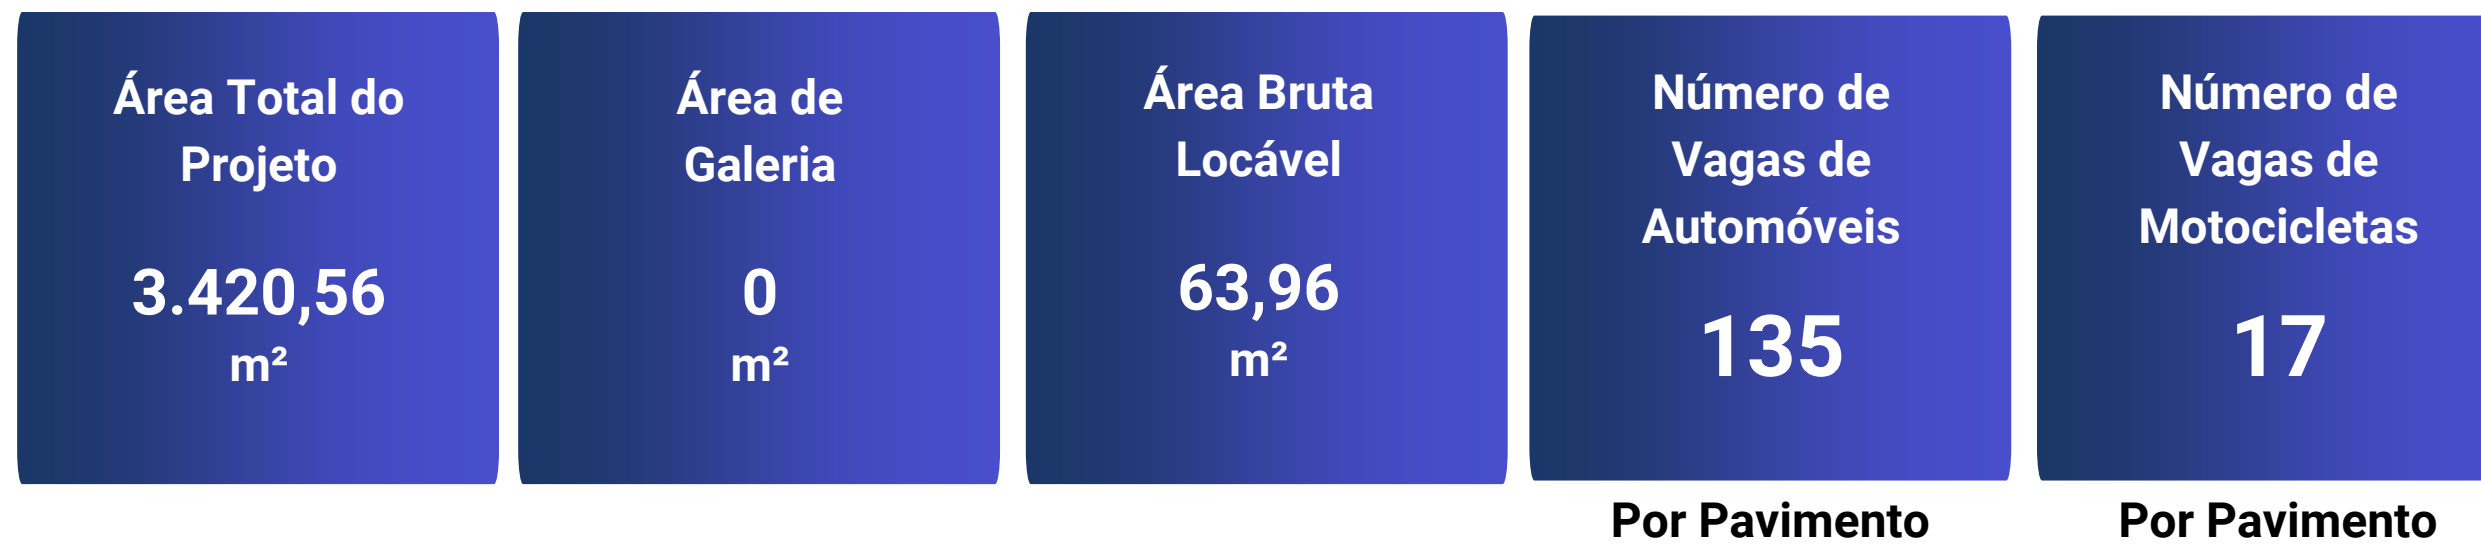 Área Total do
Projeto
3.420,56
m²
Área de
Galeria
0
m²
Área Bruta
Locável
63,96
m²
Número de
Vagas de
Automóveis
135
Por Pavimento
Número de
Vagas de
Motocicletas
17
Por Pavimento